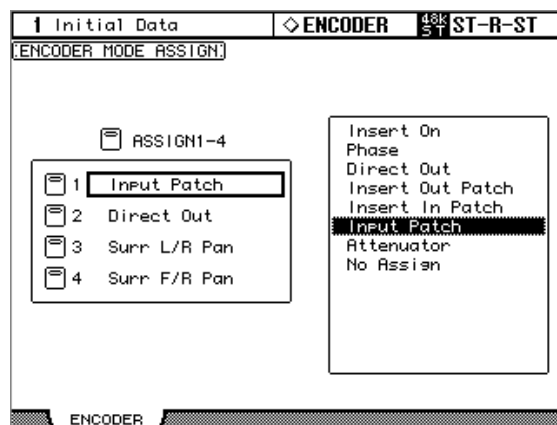 1 Initial Data ◇ENCODER 48k ST ST-R-ST
ENCODER MODE ASSIGN
ASSIGN1-4
1 Input Patch
2 Direct Out
3 Surr L/R Pan
4 Surr F/R Pan
Insert On
Phase
Direct Out
Insert Out Patch
Insert In Patch
Input Patch
Attenuator
No Assign
ENCODER